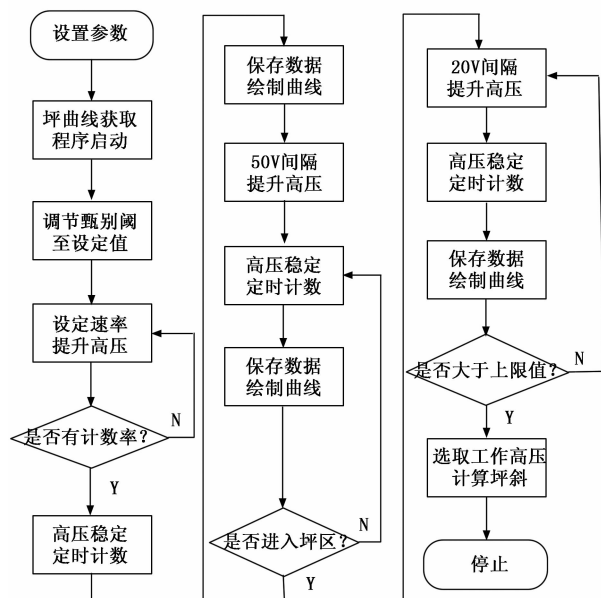 设置参数
坪曲线获取
程序启动
调节甄别阈
至设定值
设定速率
提升高压
是否有计数率?
N
Y
高压稳定
定时计数
保存数据
绘制曲线
50V间隔
提升高压
高压稳定
定时计数
保存数据
绘制曲线
是否进入坪区?
N
Y
20V间隔
提升高压
高压稳定
定时计数
保存数据
绘制曲线
是否大于上限值?
N
Y
选取工作高压
计算坪斜
停止